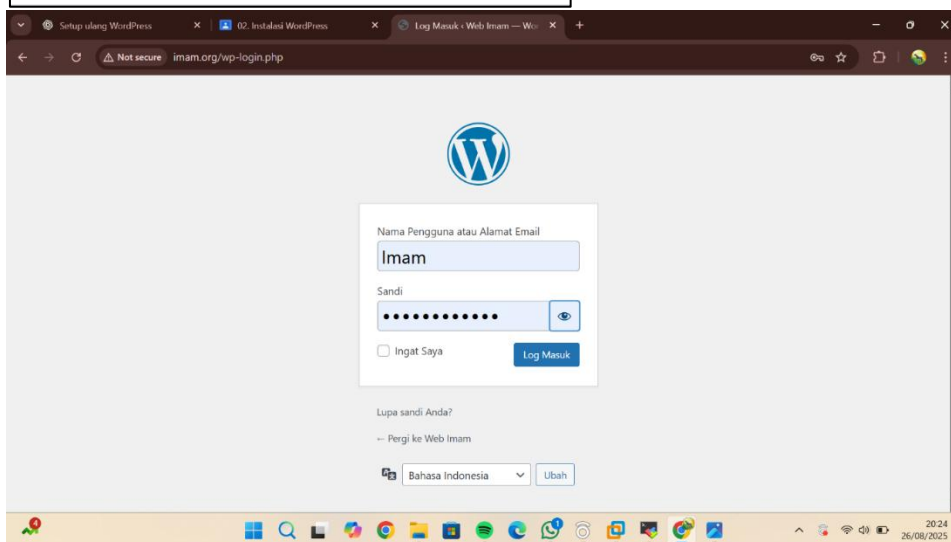 Setup ulang WordPress
02. Instalasi WordPress
Log Masuk ‹ Web Imam — Wor
Not secure imam.org/wp-login.php
Nama Pengguna atau Alamat Email
Imam
Sandi
Ingat Saya
Log Masuk
Lupa sandi Anda?
← Pergi ke Web Imam
Bahasa Indonesia
Ubah
4
20:24
26/08/2025